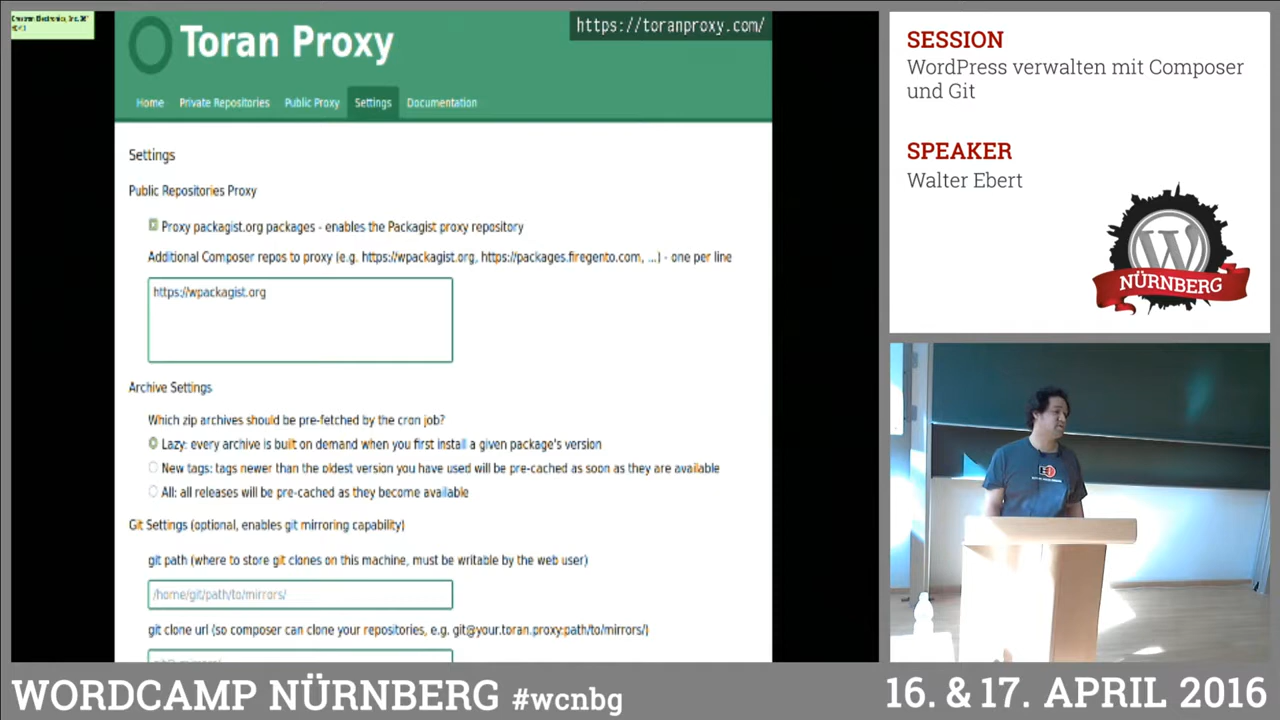 https://toranproxy.com/
Toran Proxy
Home Private Repositories Public Proxy Settings Documentation
Settings
Public Repositories Proxy
Proxy packagist.org packages - enables the Packagist proxy repository
Additional Composer repos to proxy (e.g. https://wpackagist.org, https://packages.firegento.com, ...) - one per line
https://wpackagist.org
Archive Settings
Which zip archives should be pre-fetched by the cron job?
Lazy: every archive is built on demand when you first install a given package's version
New tags: tags newer than the oldest version you have used will be pre-cached as soon as they are available
All: all releases will be pre-cached as they become available
Git Settings (optional, enables git mirroring capability)
git path (where to store git clones on this machine, must be writable by the web user)
/home/git/path/to/mirrors/
git clone url (so composer can clone your repositories, e.g. git@your.toran.proxy:path/to/mirrors/)
SESSION
WordPress verwalten mit Composer
und Git
SPEAKER
Walter Ebert
W
NÜRNBERG
WORDCAMP NÜRNBERG #wcnbg
16. & 17. APRIL 2016